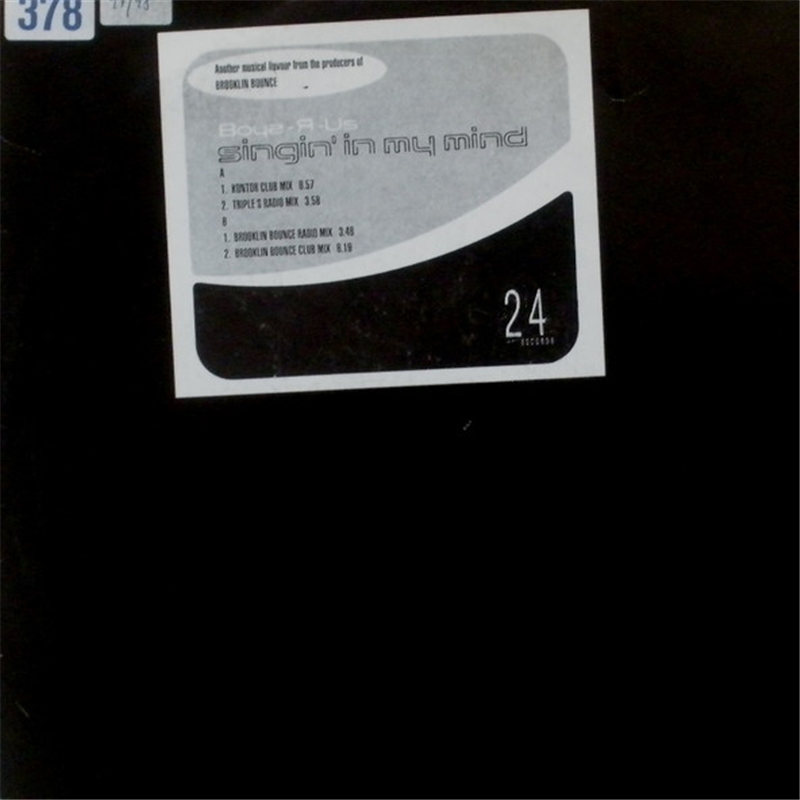 378
Another musical flavour from the producers of
BROOKLIN BOUNCE
Boyz-Я-Us
singin' in my mind
A
1. KONTOR CLUB MIX 6.57
2. TRIPLE S RADIO MIX 3.58
B
1. BROOKLIN BOUNCE RADIO MIX 3.48
2. BROOKLIN BOUNCE CLUB MIX 6.19
24
RECORDS